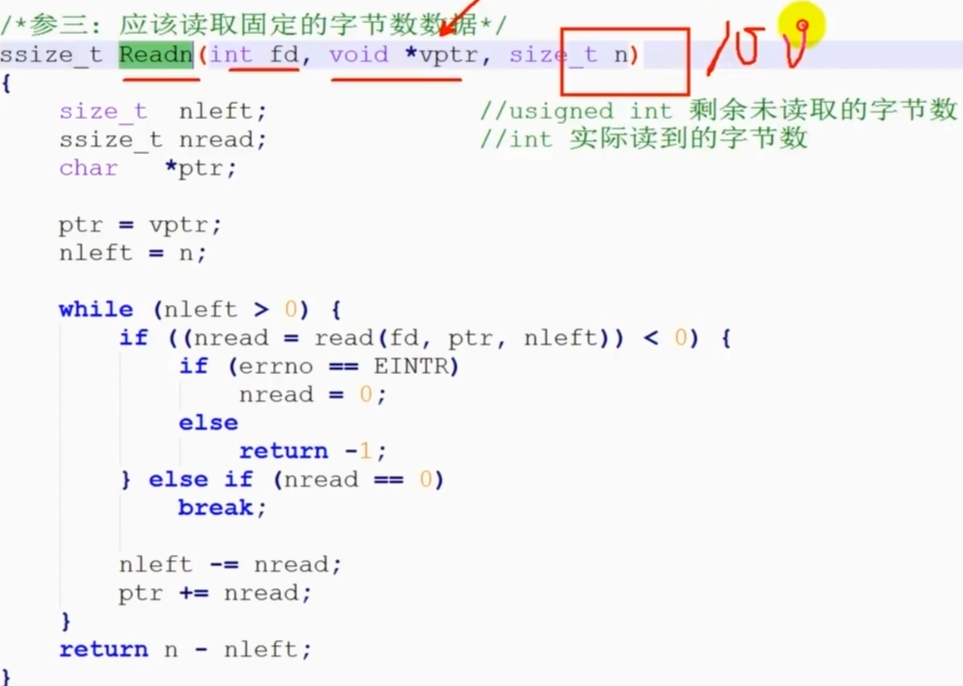 /*参三: 应该读取固定的字节数数据*/
ssize_t Readn(int fd, void *vptr, size_t n)
{
    size_t  nleft;              //usigned int 剩余未读取的字节数
    ssize_t nread;              //int 实际读到的字节数
    char   *ptr;
    ptr = vptr;
    nleft = n;
    while (nleft > 0) {
        if ((nread = read(fd, ptr, nleft)) < 0) {
            if (errno == EINTR)
                nread = 0;
            else
                return -1;
        } else if (nread == 0)
            break;
        nleft -= nread;
        ptr += nread;
    }
    return n - nleft;
}